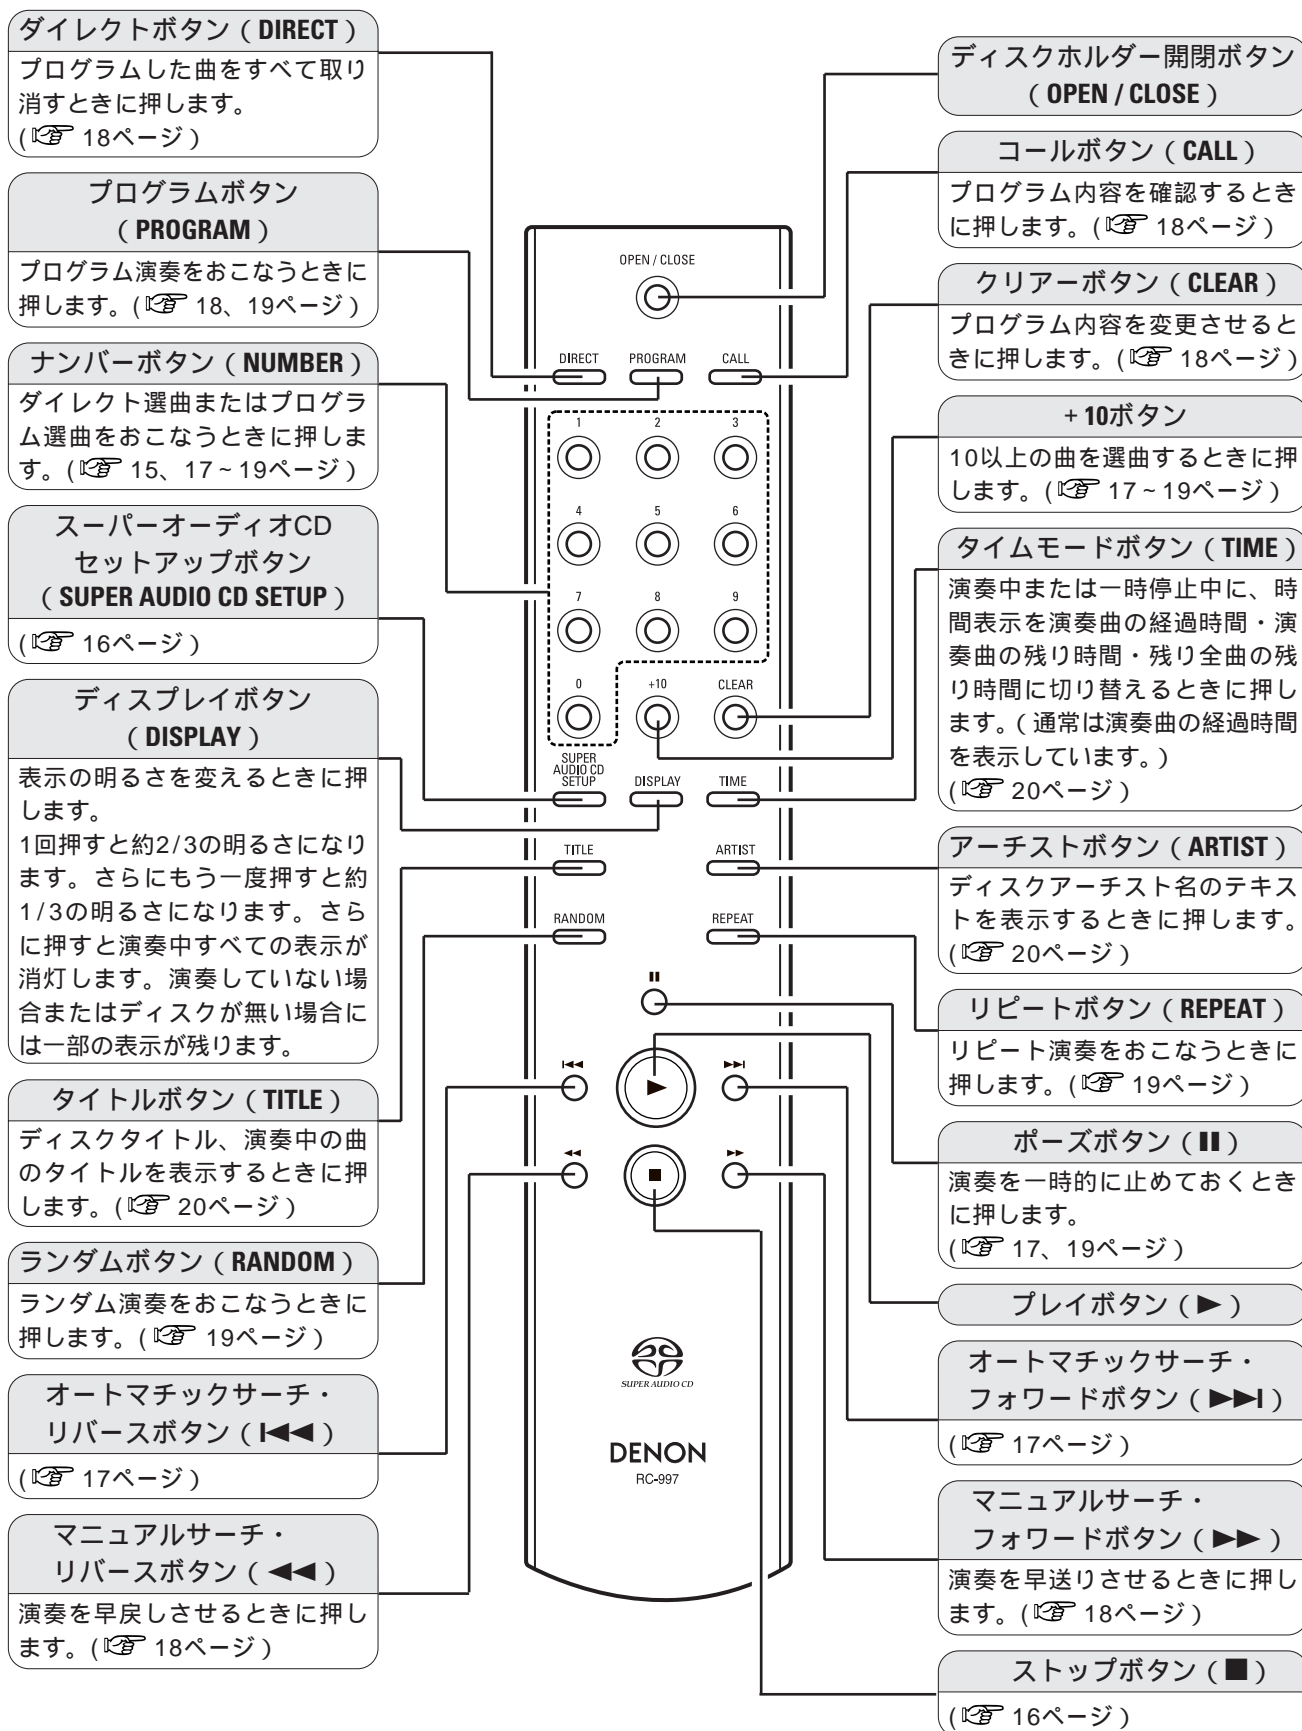 ダイレクトボタン（DIRECT）
プログラムした曲をすべて取り
消すときに押します。
(☞ 18ページ）
プログラムボタン
（PROGRAM）
プログラム演奏をおこなうときに
押します。(☞ 18、19ページ）
ナンバーボタン（NUMBER）
ダイレクト選曲またはプログラ
ム選曲をおこなうときに押しま
す。(☞ 15、17~19ページ）
スーパーオーディオCD
セットアップボタン
（SUPER AUDIO CD SETUP）
(☞ 16ページ）
ディスプレイボタン
（DISPLAY）
表示の明るさを変えるときに押
します。
1回押すと約2/3の明るさになり
ます。さらにもう一度押すと約
1/3の明るさになります。さら
に押すと演奏中すべての表示が
消灯します。演奏していない場
合またはディスクが無い場合に
は一部の表示が残ります。
タイトルボタン（TITLE）
ディスクタイトル、演奏中の曲
のタイトルを表示するときに押
します。(☞ 20ページ）
ランダムボタン（RANDOM）
ランダム演奏をおこなうときに
押します。(☞ 19ページ）
オートマチックサーチ・
リバースボタン（I◀◀）
(☞ 17ページ）
マニュアルサーチ・
リバースボタン（◀◀）
演奏を早戻しさせるときに押し
ます。(☞ 18ページ）
OPEN / CLOSE
DIRECT PROGRAM CALL
1 2 3
4 5 6
7 8 9
0 +10 CLEAR
SUPER
AUDIO CD
SETUP DISPLAY TIME
TITLE ARTIST
RANDOM REPEAT
SUPER AUDIO CD
DENON
RC-997
ディスクホルダー開閉ボタン
（OPEN / CLOSE）
コールボタン（CALL）
プログラム内容を確認するとき
に押します。(☞ 18ページ）
クリアーボタン（CLEAR）
プログラム内容を変更させると
きに押します。(☞ 18ページ）
+10ボタン
10以上の曲を選曲するときに押
します。(☞ 17~19ページ）
タイムモードボタン（TIME）
演奏中または一時停止中に、時
間表示を演奏曲の経過時間・演
奏曲の残り時間・残り全曲の残
り時間に切り替えるときに押し
ます。（通常は演奏曲の経過時間
を表示しています。）
(☞ 20ページ）
アーチストボタン（ARTIST）
ディスクアーチスト名のテキス
トを表示するときに押します。
(☞ 20ページ）
リピートボタン（REPEAT）
リピート演奏をおこなうときに
押します。(☞ 19ページ）
ポーズボタン（▮▮）
演奏を一時的に止めておくとき
に押します。
(☞ 17、19ページ）
プレイボタン（▶）
オートマチックサーチ・
フォワードボタン（▶▶I）
(☞ 17ページ）
マニュアルサーチ・
フォワードボタン（▶▶）
演奏を早送りさせるときに押し
ます。(☞ 18ページ）
ストップボタン（■）
(☞ 16ページ）